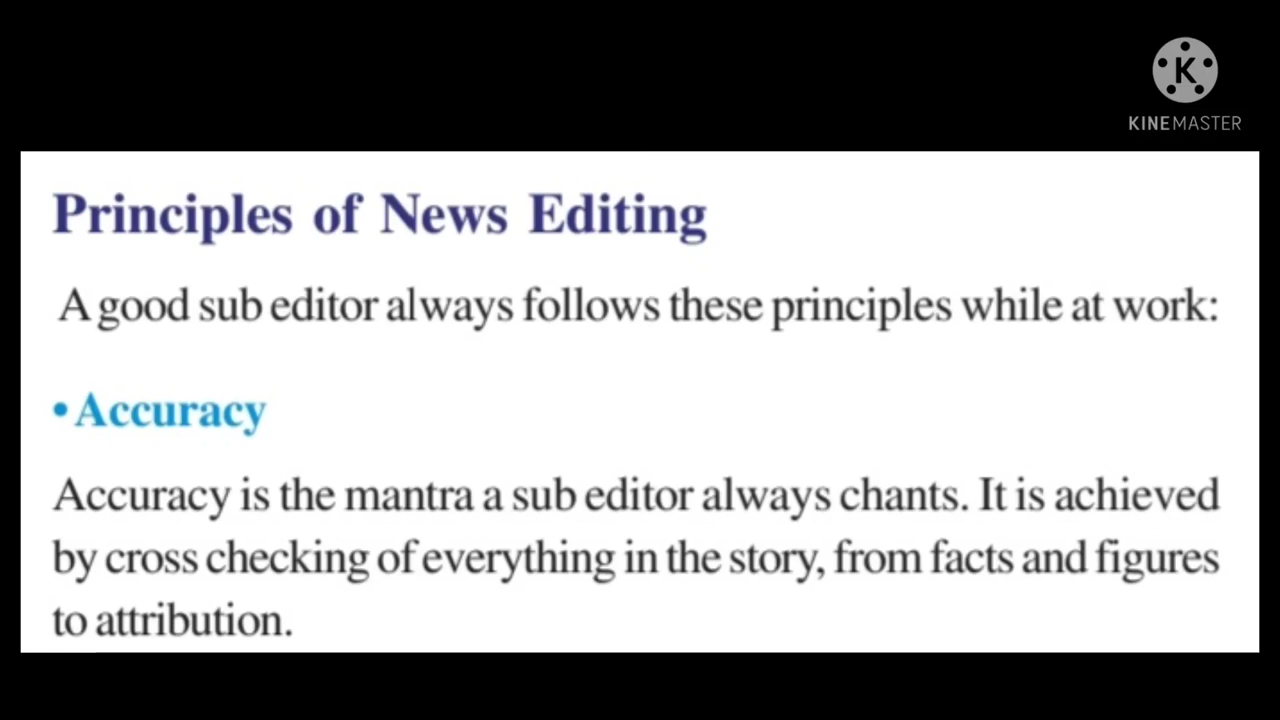 K
KINEMASTER
Principles of News Editing
A good sub editor always follows these principles while at work:
• Accuracy
Accuracy is the mantra a sub editor always chants. It is achieved
by cross checking of everything in the story, from facts and figures
to attribution.